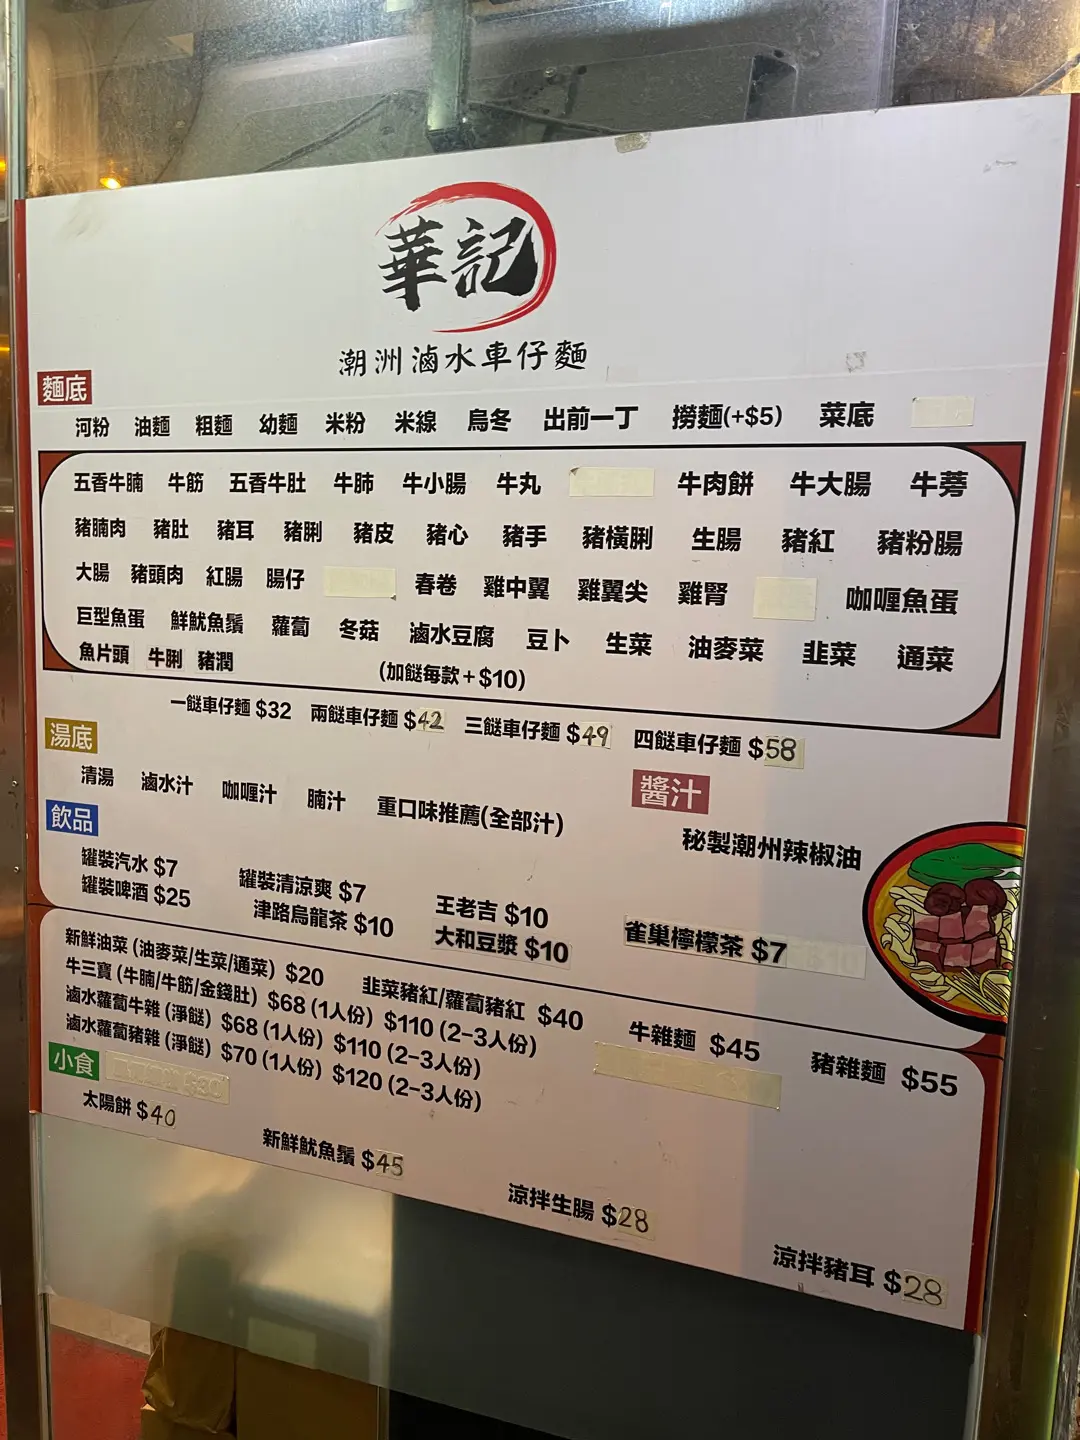 華記
潮洲滷水車仔麵
麵底
河粉 油麵 粗麵 幼麵 米粉 米線 烏冬 出前一丁 撈麵(+$5) 菜底
五香牛腩 牛筋 五香牛肚 牛肺 牛小腸 牛丸 牛肉餅 牛大腸 牛蒡
豬腩肉 豬肚 豬耳 豬脷 豬皮 豬心 豬手 豬橫脷 生腸 豬紅 豬粉腸
大腸 豬頭肉 紅腸 腸仔 春卷 雞中翼 雞翼尖 雞腎 咖喱魚蛋
巨型魚蛋 鮮魷魚鬚 蘿蔔 冬菇 滷水豆腐 豆卜 生菜 油麥菜 韭菜 通菜
魚片頭 牛脷 豬潤 (加餸每款+$10)
一餸車仔麵 $32 兩餸車仔麵 $42 三餸車仔麵 $49 四餸車仔麵 $58
湯底
清湯 滷水汁 咖喱汁 腩汁 重口味推薦(全部汁)
醬汁
秘製潮州辣椒油
飲品
罐裝汽水 $7 罐裝清涼爽 $7 王老吉 $10 雀巢檸檬茶 $7
罐裝啤酒 $25 津路烏龍茶 $10 大和豆漿 $10
新鮮油菜 (油麥菜/生菜/通菜) $20 韭菜豬紅/蘿蔔豬紅 $40 牛雜麵 $45 豬雜麵 $55
牛三寶 (牛腩/牛筋/金錢肚) $68 (1人份) $110 (2-3人份)
滷水蘿蔔牛雜 (淨餸) $68 (1人份) $110 (2-3人份)
滷水蘿蔔豬雜 (淨餸) $70 (1人份) $120 (2-3人份)
小食
太陽餅 $40 新鮮魷魚鬚 $45 涼拌生腸 $28 涼拌豬耳 $28